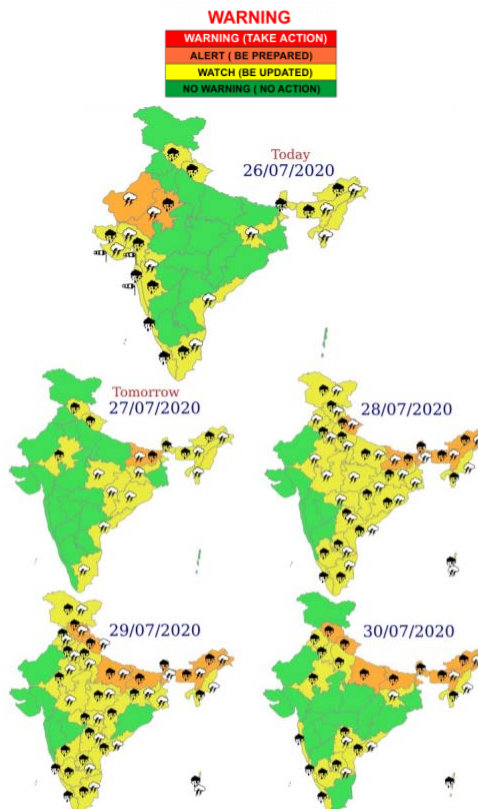 WARNING
WARNING (TAKE ACTION)
ALERT ( BE PREPARED)
WATCH (BE UPDATED)
NO WARNING ( NO ACTION)
Today
26/07/2020
Tomorrow
27/07/2020
28/07/2020
29/07/2020
30/07/2020